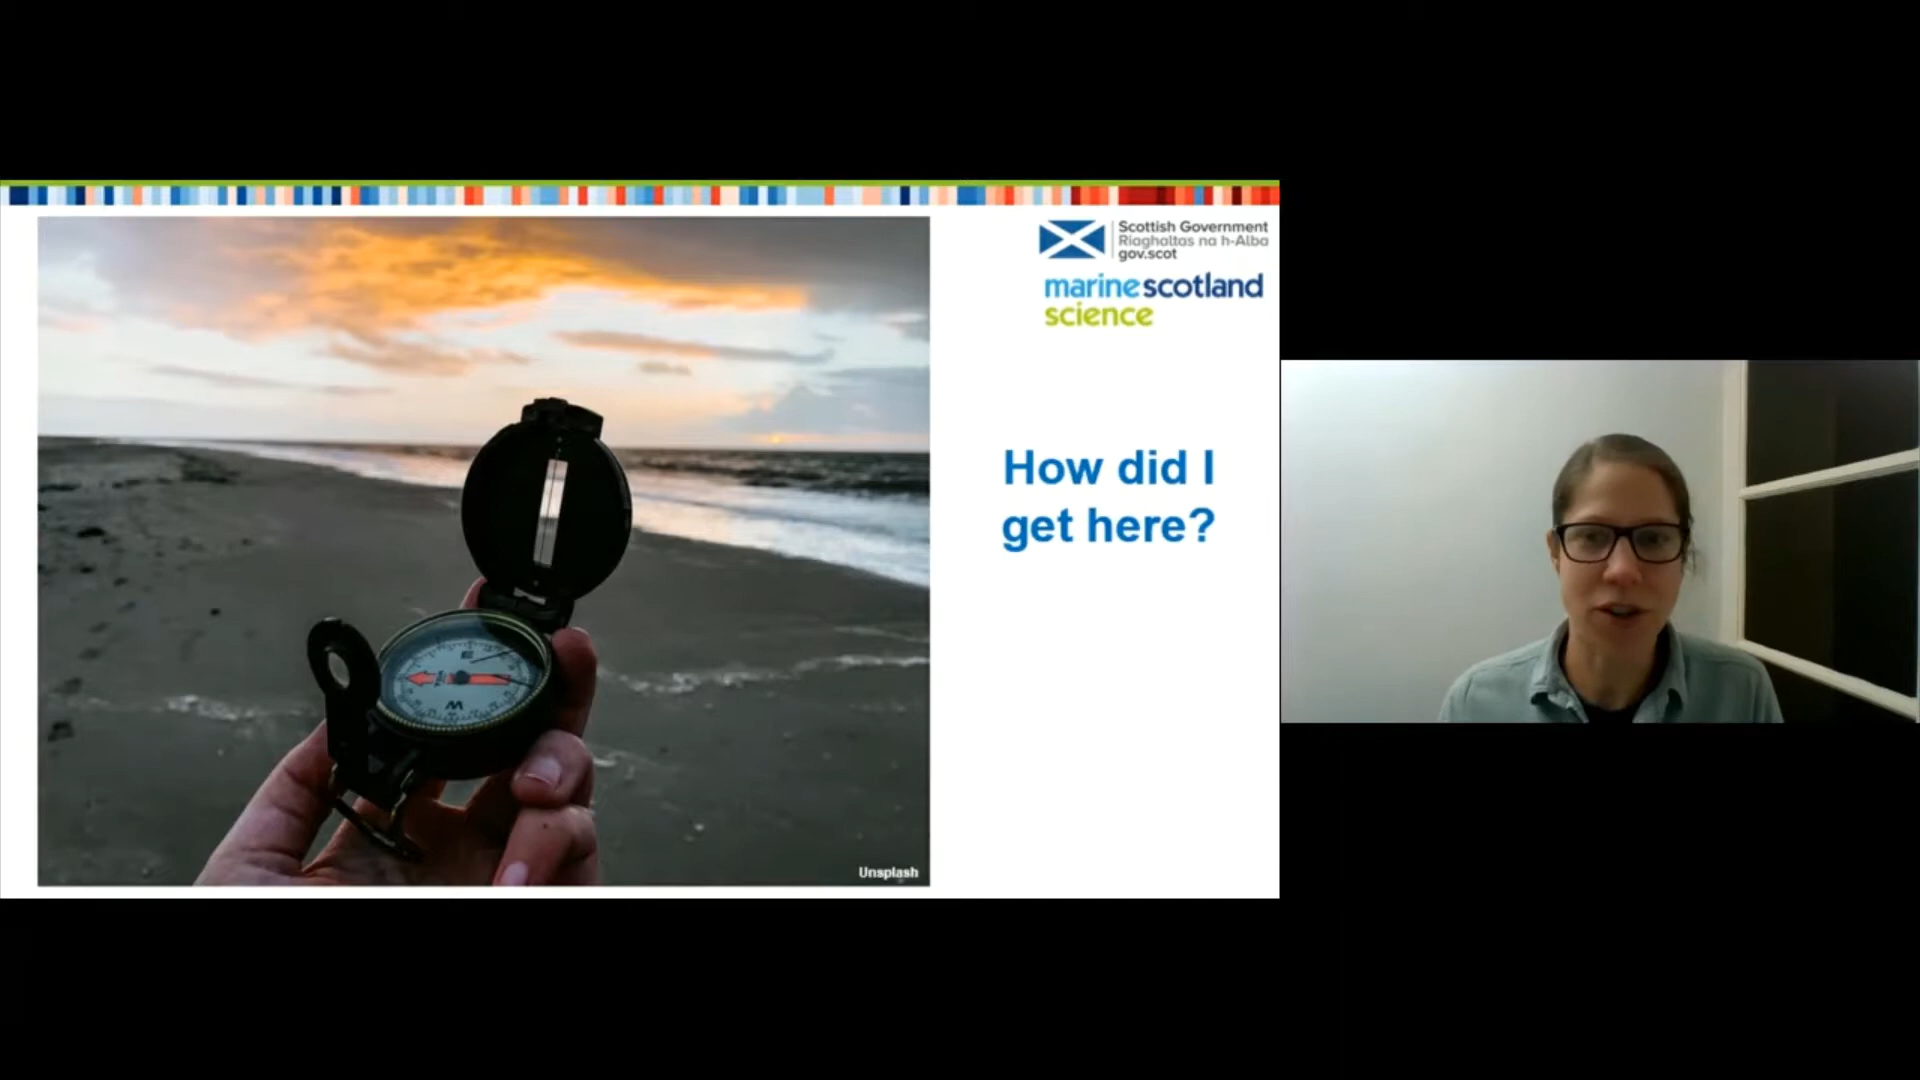 Scottish Government
Riaghaltas na h-Alba
gov.scot
marinescotland
science
How did I
get here?
W
Unsplash